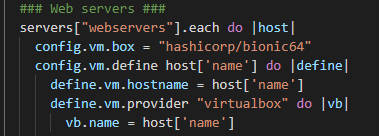 ### Web servers ###
servers["webservers"].each do |host|
config.vm.box = "hashicorp/bionic64"
config.vm.define host['name'] do |define|
define.vm.hostname = host['name']
define.vm.provider "virtualbox" do |vb|
vb.name = host['name']